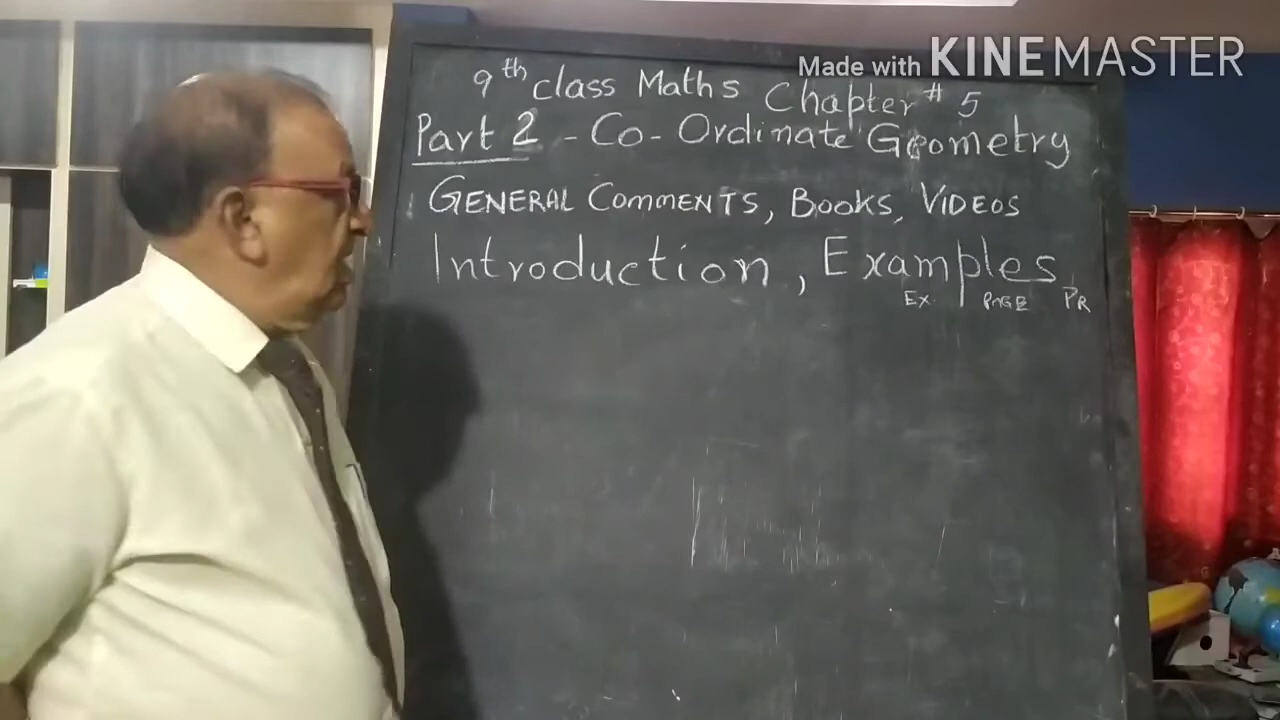 Made with KINEMASTER
9th class Maths Chapter # 5
Part 2 - Co-Ordinate Geometry
GENERAL COMMENTS, BOOKS, VIDEOS
Introduction, Examples
Ex. PAGE PR